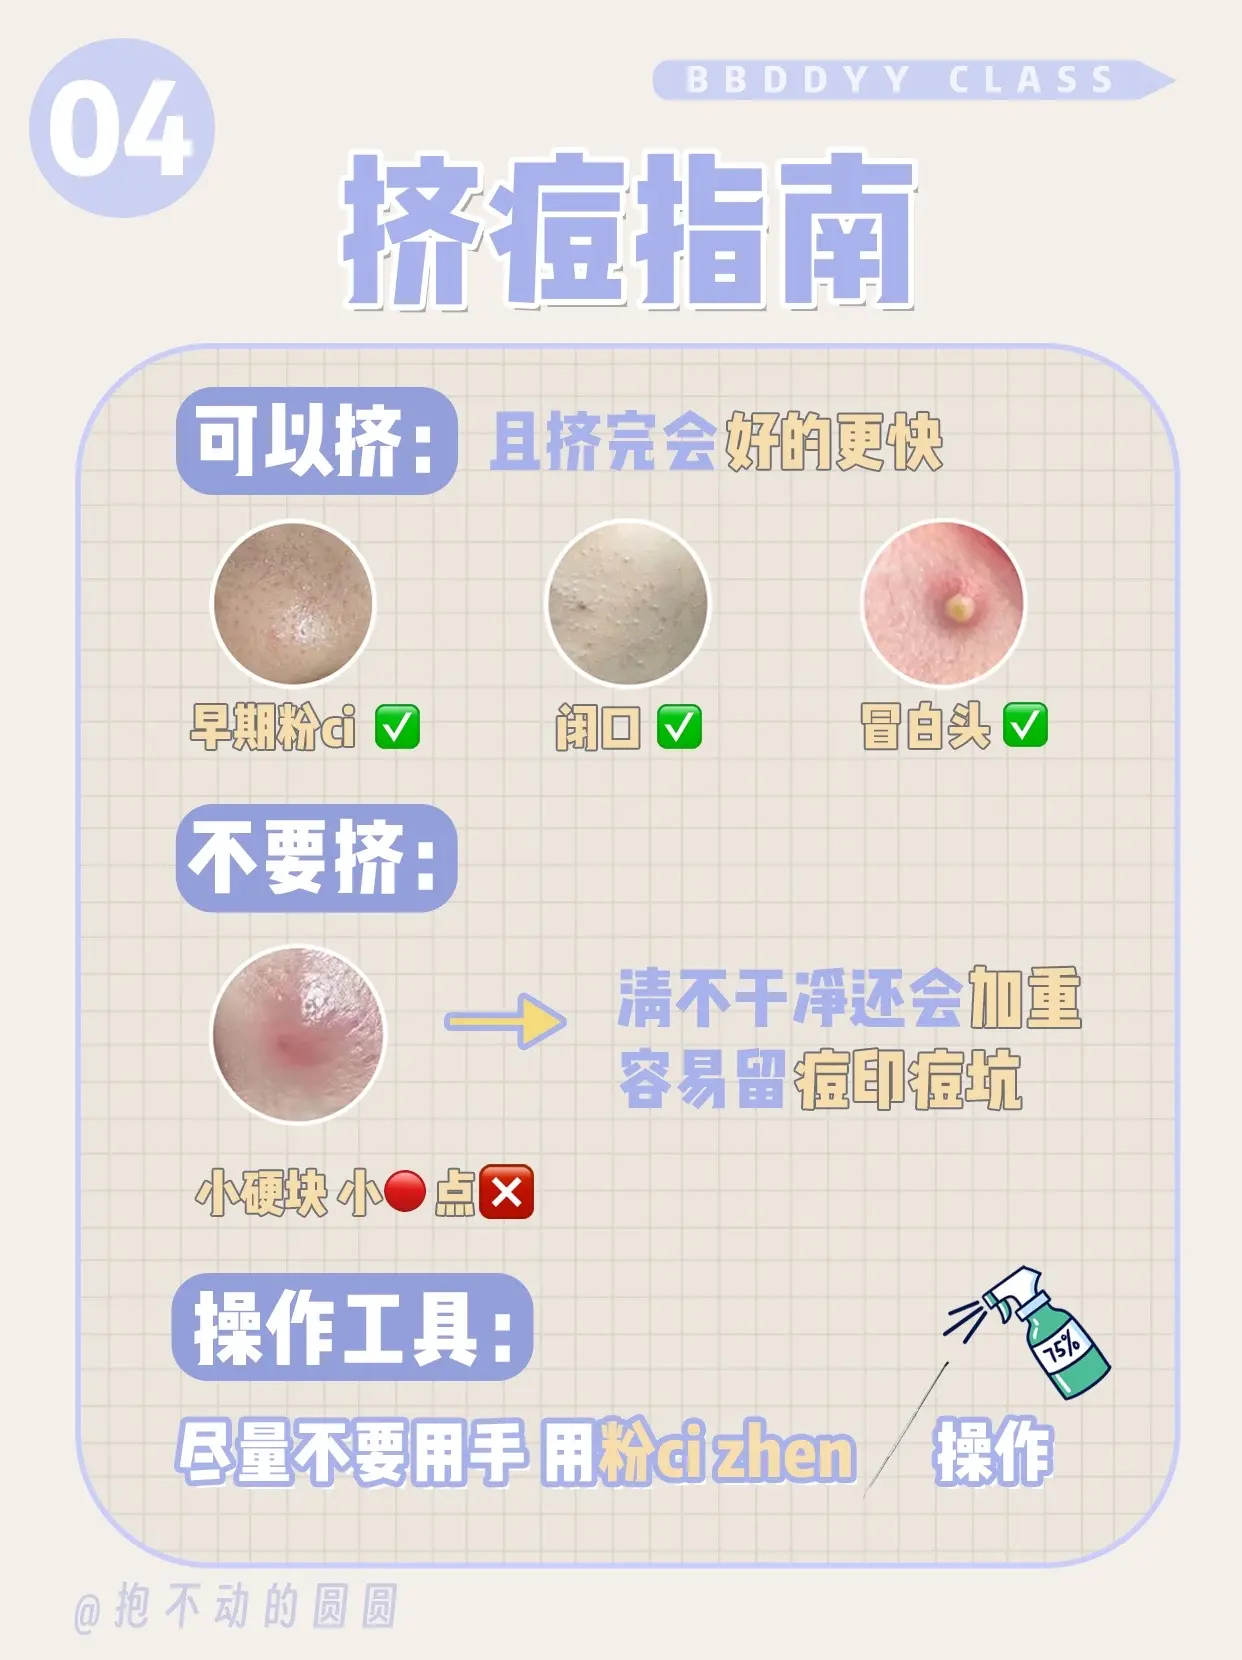 04
BBDDYY CLASS
挤痘指南
可以挤：且挤完会好的更快
早期粉ci ✅ 闭口 ✅ 冒白头 ✅
不要挤：
清不干净还会加重
容易留痘印痘坑
小硬块 小🔴点❌
操作工具：
75%
尽量不要用手 用粉ci zhen 操作
@抱不动的圆圆